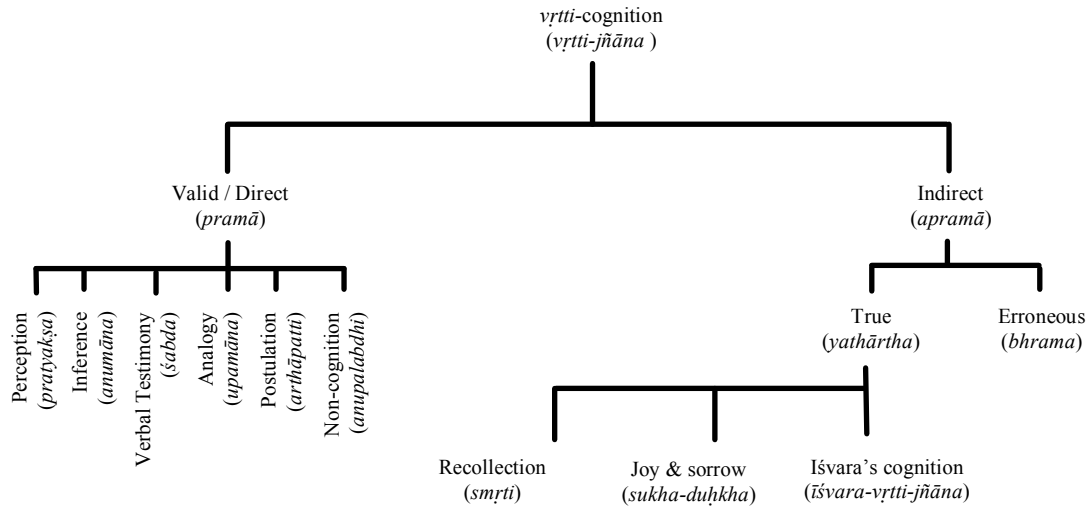 vṛtti-cognition
(vṛtti-jñāna )
Valid / Direct
(pramā)
Indirect
(apramā)
Perception
(pratyakṣa)
Inference
(anumāna)
Verbal Testimony
(śabda)
Analogy
(upamāna)
Postulation
(arthāpatti)
Non-cognition
(anupalabdhi)
True
(yathārtha)
Erroneous
(bhrama)
Recollection
(smṛti)
Joy & sorrow
(sukha-duḥkha)
Iśvara’s cognition
(īśvara-vṛtti-jñāna)